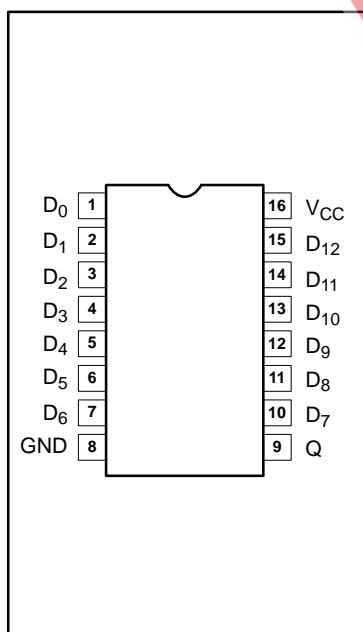 D0 1 16 VCC
D1 2 15 D12
D2 3 14 D11
D3 4 13 D10
D4 5 12 D9
D5 6 11 D8
D6 7 10 D7
GND 8 9 Q